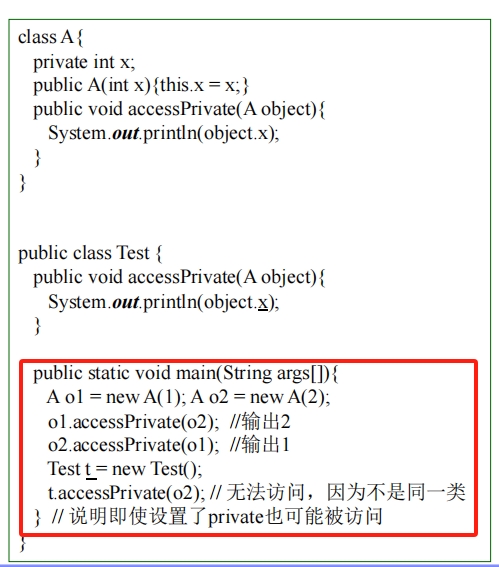 class A{
private int x;
public A(int x){this.x = x;}
public void accessPrivate(A object){
System.out.println(object.x);
}
}
public class Test {
public void accessPrivate(A object){
System.out.println(object.x);
}
public static void main(String args[]){
A o1 = new A(1); A o2 = new A(2);
o1.accessPrivate(o2); //输出2
o2.accessPrivate(o1); //输出1
Test t = new Test();
t.accessPrivate(o2); // 无法访问，因为不是同一类
} // 说明即使设置了private也可能被访问
}